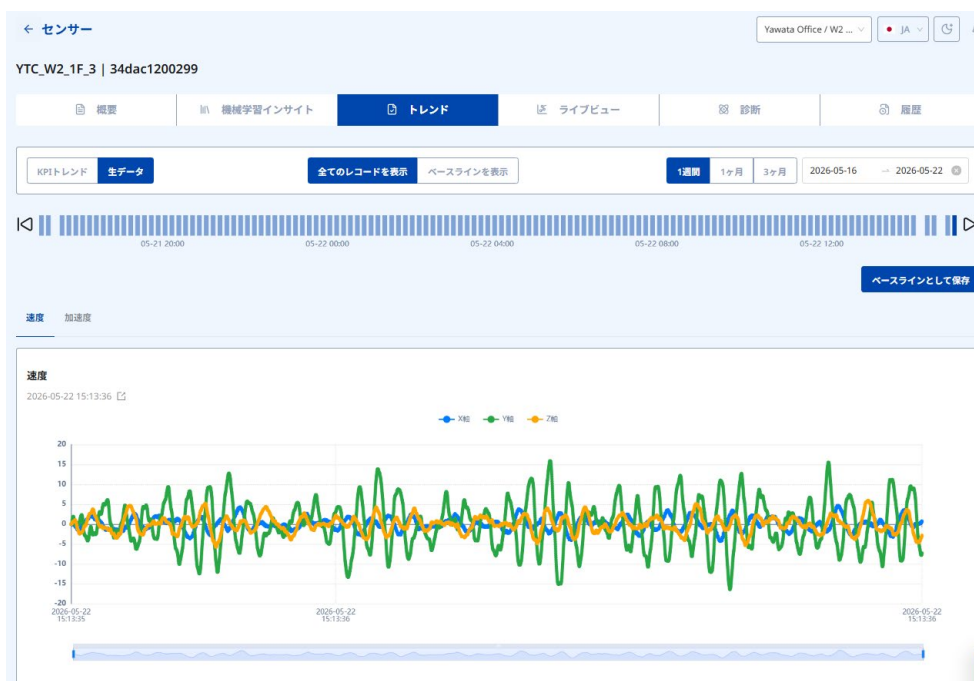 ← センサー
Yawata Office / W2 ...
JA
YTC_W2_1F_3 | 34dac1200299
概要
機械学習インサイト
トレンド
ライブビュー
診断
履歴
KPIトレンド
生データ
全てのレコードを表示
ベースラインを表示
1週間
1ヶ月
3ヶ月
2026-05-16 → 2026-05-22
05-21 20:00
05-22 00:00
05-22 04:00
05-22 08:00
05-22 12:00
ベースラインとして保存
速度
加速度
速度
2026-05-22 15:13:36
X軸
Y軸
Z軸
20
15
10
5
0
-5
-10
-15
-20
2026-05-22
15:13:35
2026-05-22
15:13:36
2026-05-22
15:13:36